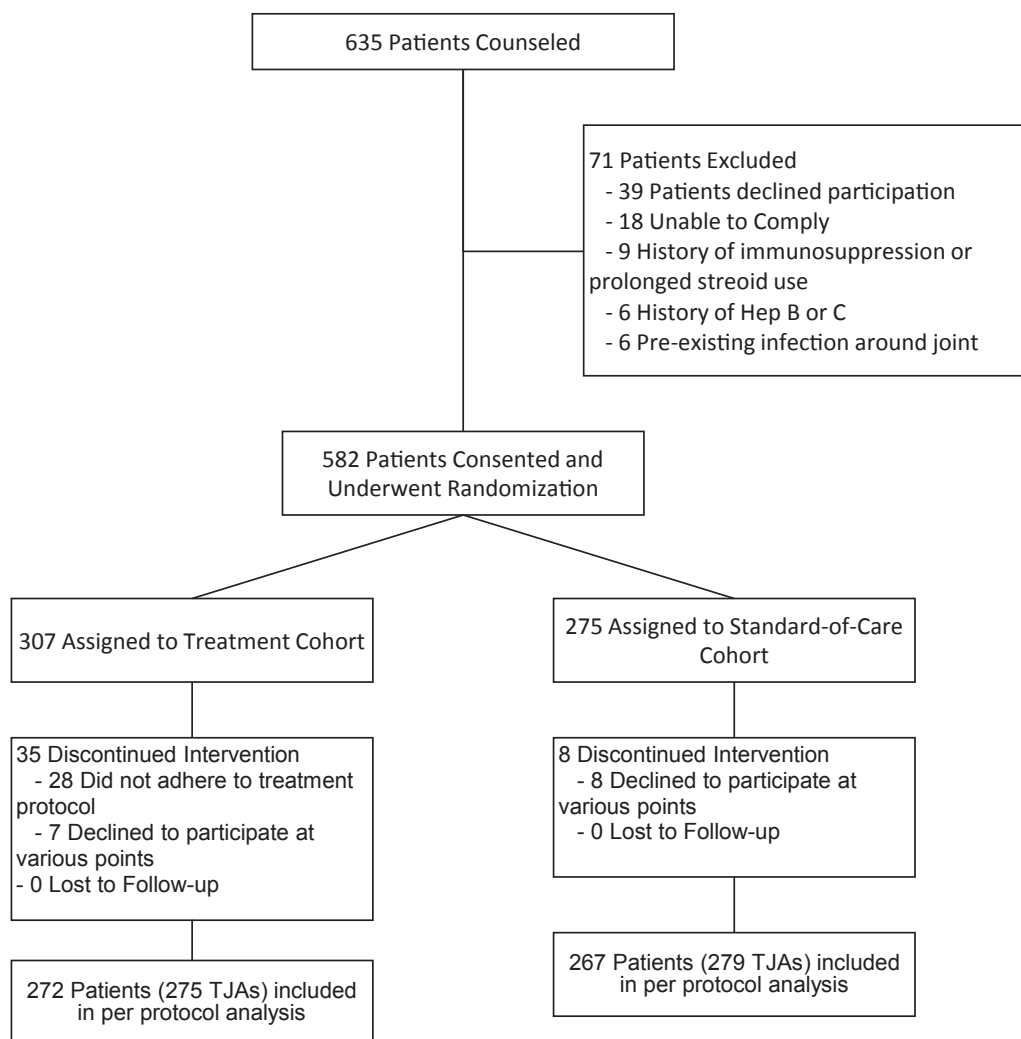 635 Patients Counseled
71 Patients Excluded
- 39 Patients declined participation
- 18 Unable to Comply
- 9 History of immunosuppression or
prolonged streoid use
- 6 History of Hep B or C
- 6 Pre-existing infection around joint
582 Patients Consented and
Underwent Randomization
307 Assigned to Treatment Cohort
275 Assigned to Standard-of-Care
Cohort
35 Discontinued Intervention
- 28 Did not adhere to treatment
protocol
- 7 Declined to participate at
various points
- 0 Lost to Follow-up
8 Discontinued Intervention
- 8 Declined to participate at
various points
- 0 Lost to Follow-up
272 Patients (275 TJAs) included
in per protocol analysis
267 Patients (279 TJAs) included
in per protocol analysis